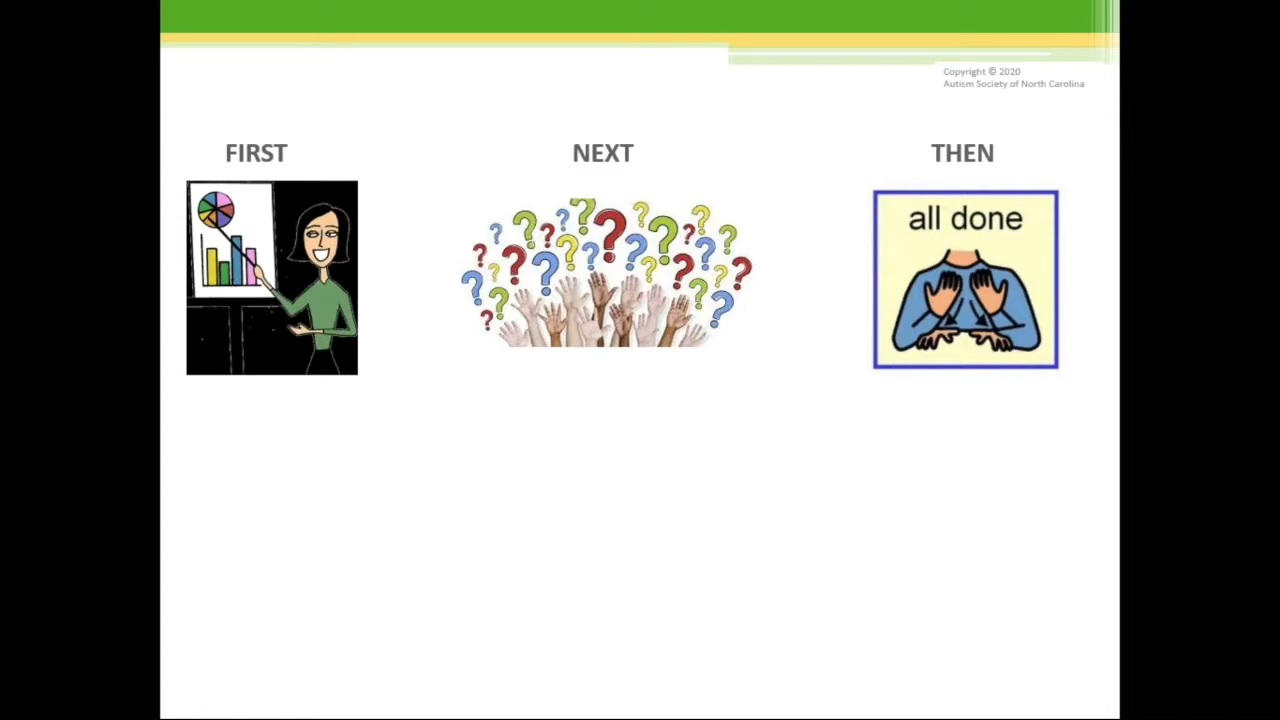 Copyright © 2020
Autism Society of North Carolina
FIRST
NEXT
THEN
all done